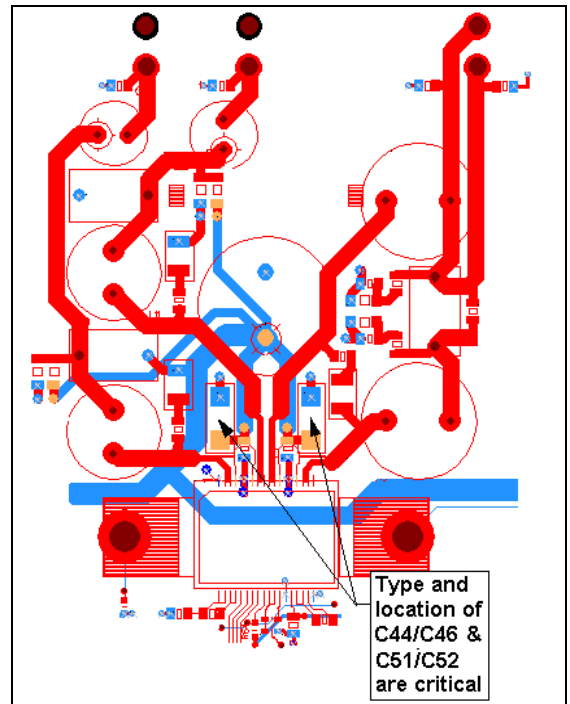 Type and
location of
C44/C46 &
C51/C52
are critical